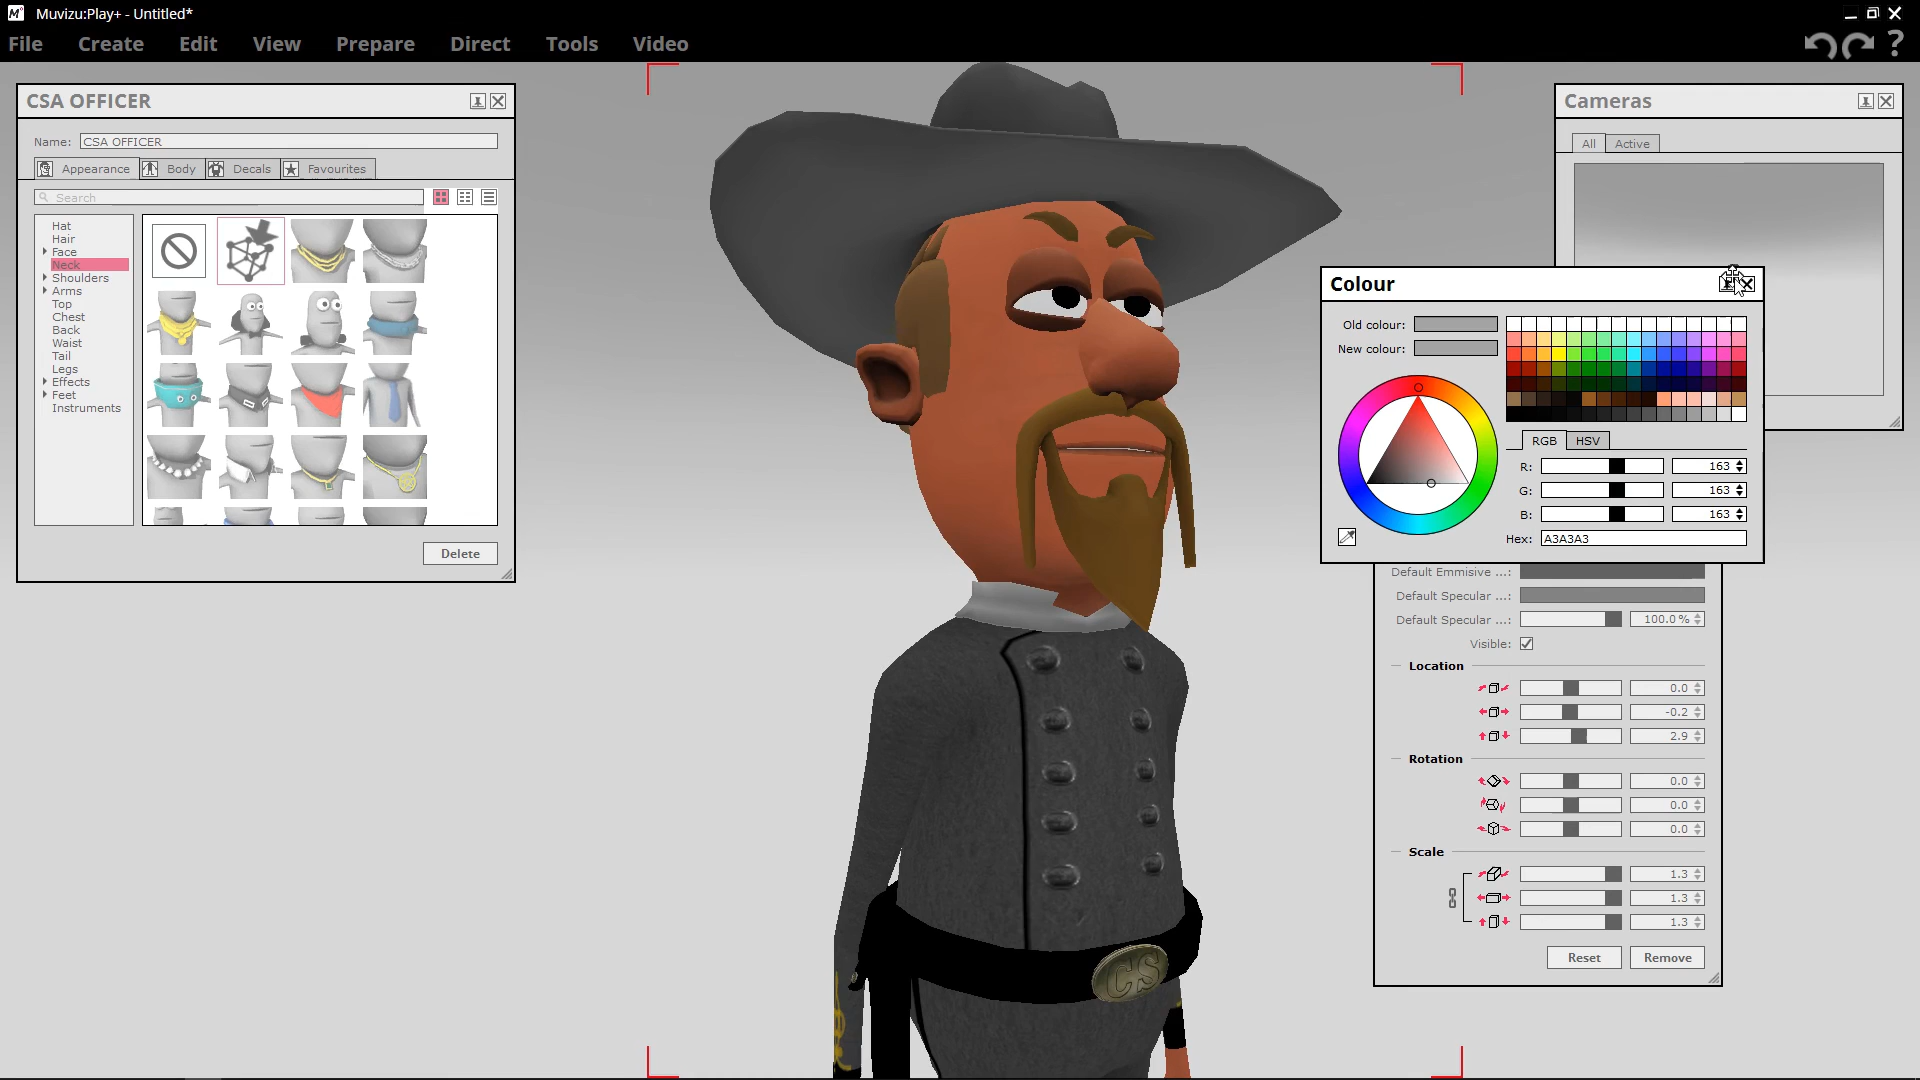 Muvizu:Play+ - Untitled*
File Create Edit View Prepare Direct Tools Video
CSA OFFICER
Name: CSA OFFICER
Appearance Body Decals Favourites
Search
Hat
Hair
Face
Neck
Shoulders
Arms
Top
Chest
Back
Waist
Tail
Legs
Effects
Feet
Instruments
Delete
CS
Cameras
All Active
Colour
Old colour:
New colour:
RGB HSV
R: 163
G: 163
B: 163
Hex: A3A3A3
Default Emmisive ...:
Default Specular ...:
Default Specular ...: 100.0%
Visible:
Location
0.0
-0.2
2.9
Rotation
0.0
0.0
0.0
Scale
1.3
1.3
1.3
Reset Remove